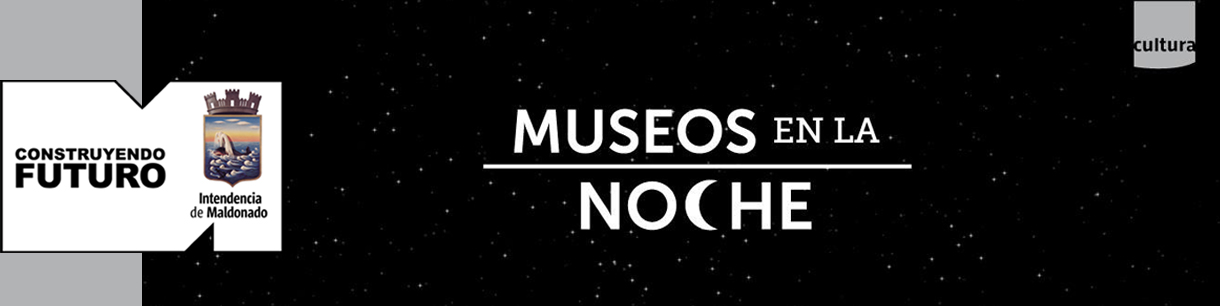 cultura
CONSTRUYENDO
FUTURO
Intendencia
de Maldonado
MUSEOS EN LA
NOCHE